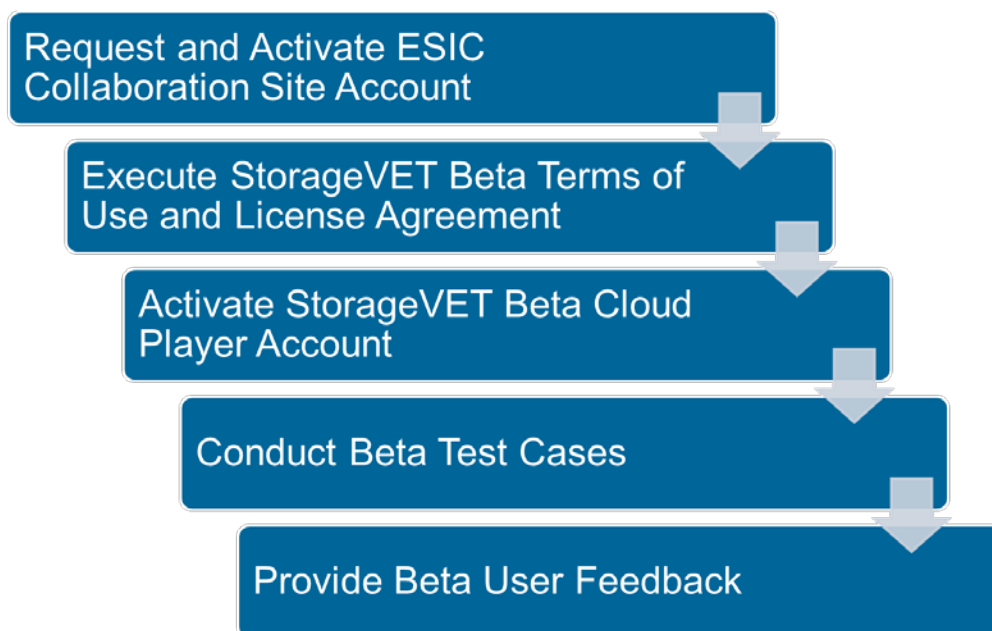 Request and Activate ESIC
Collaboration Site Account
Execute StorageVET Beta Terms of
Use and License Agreement
Activate StorageVET Beta Cloud
Player Account
Conduct Beta Test Cases
Provide Beta User Feedback